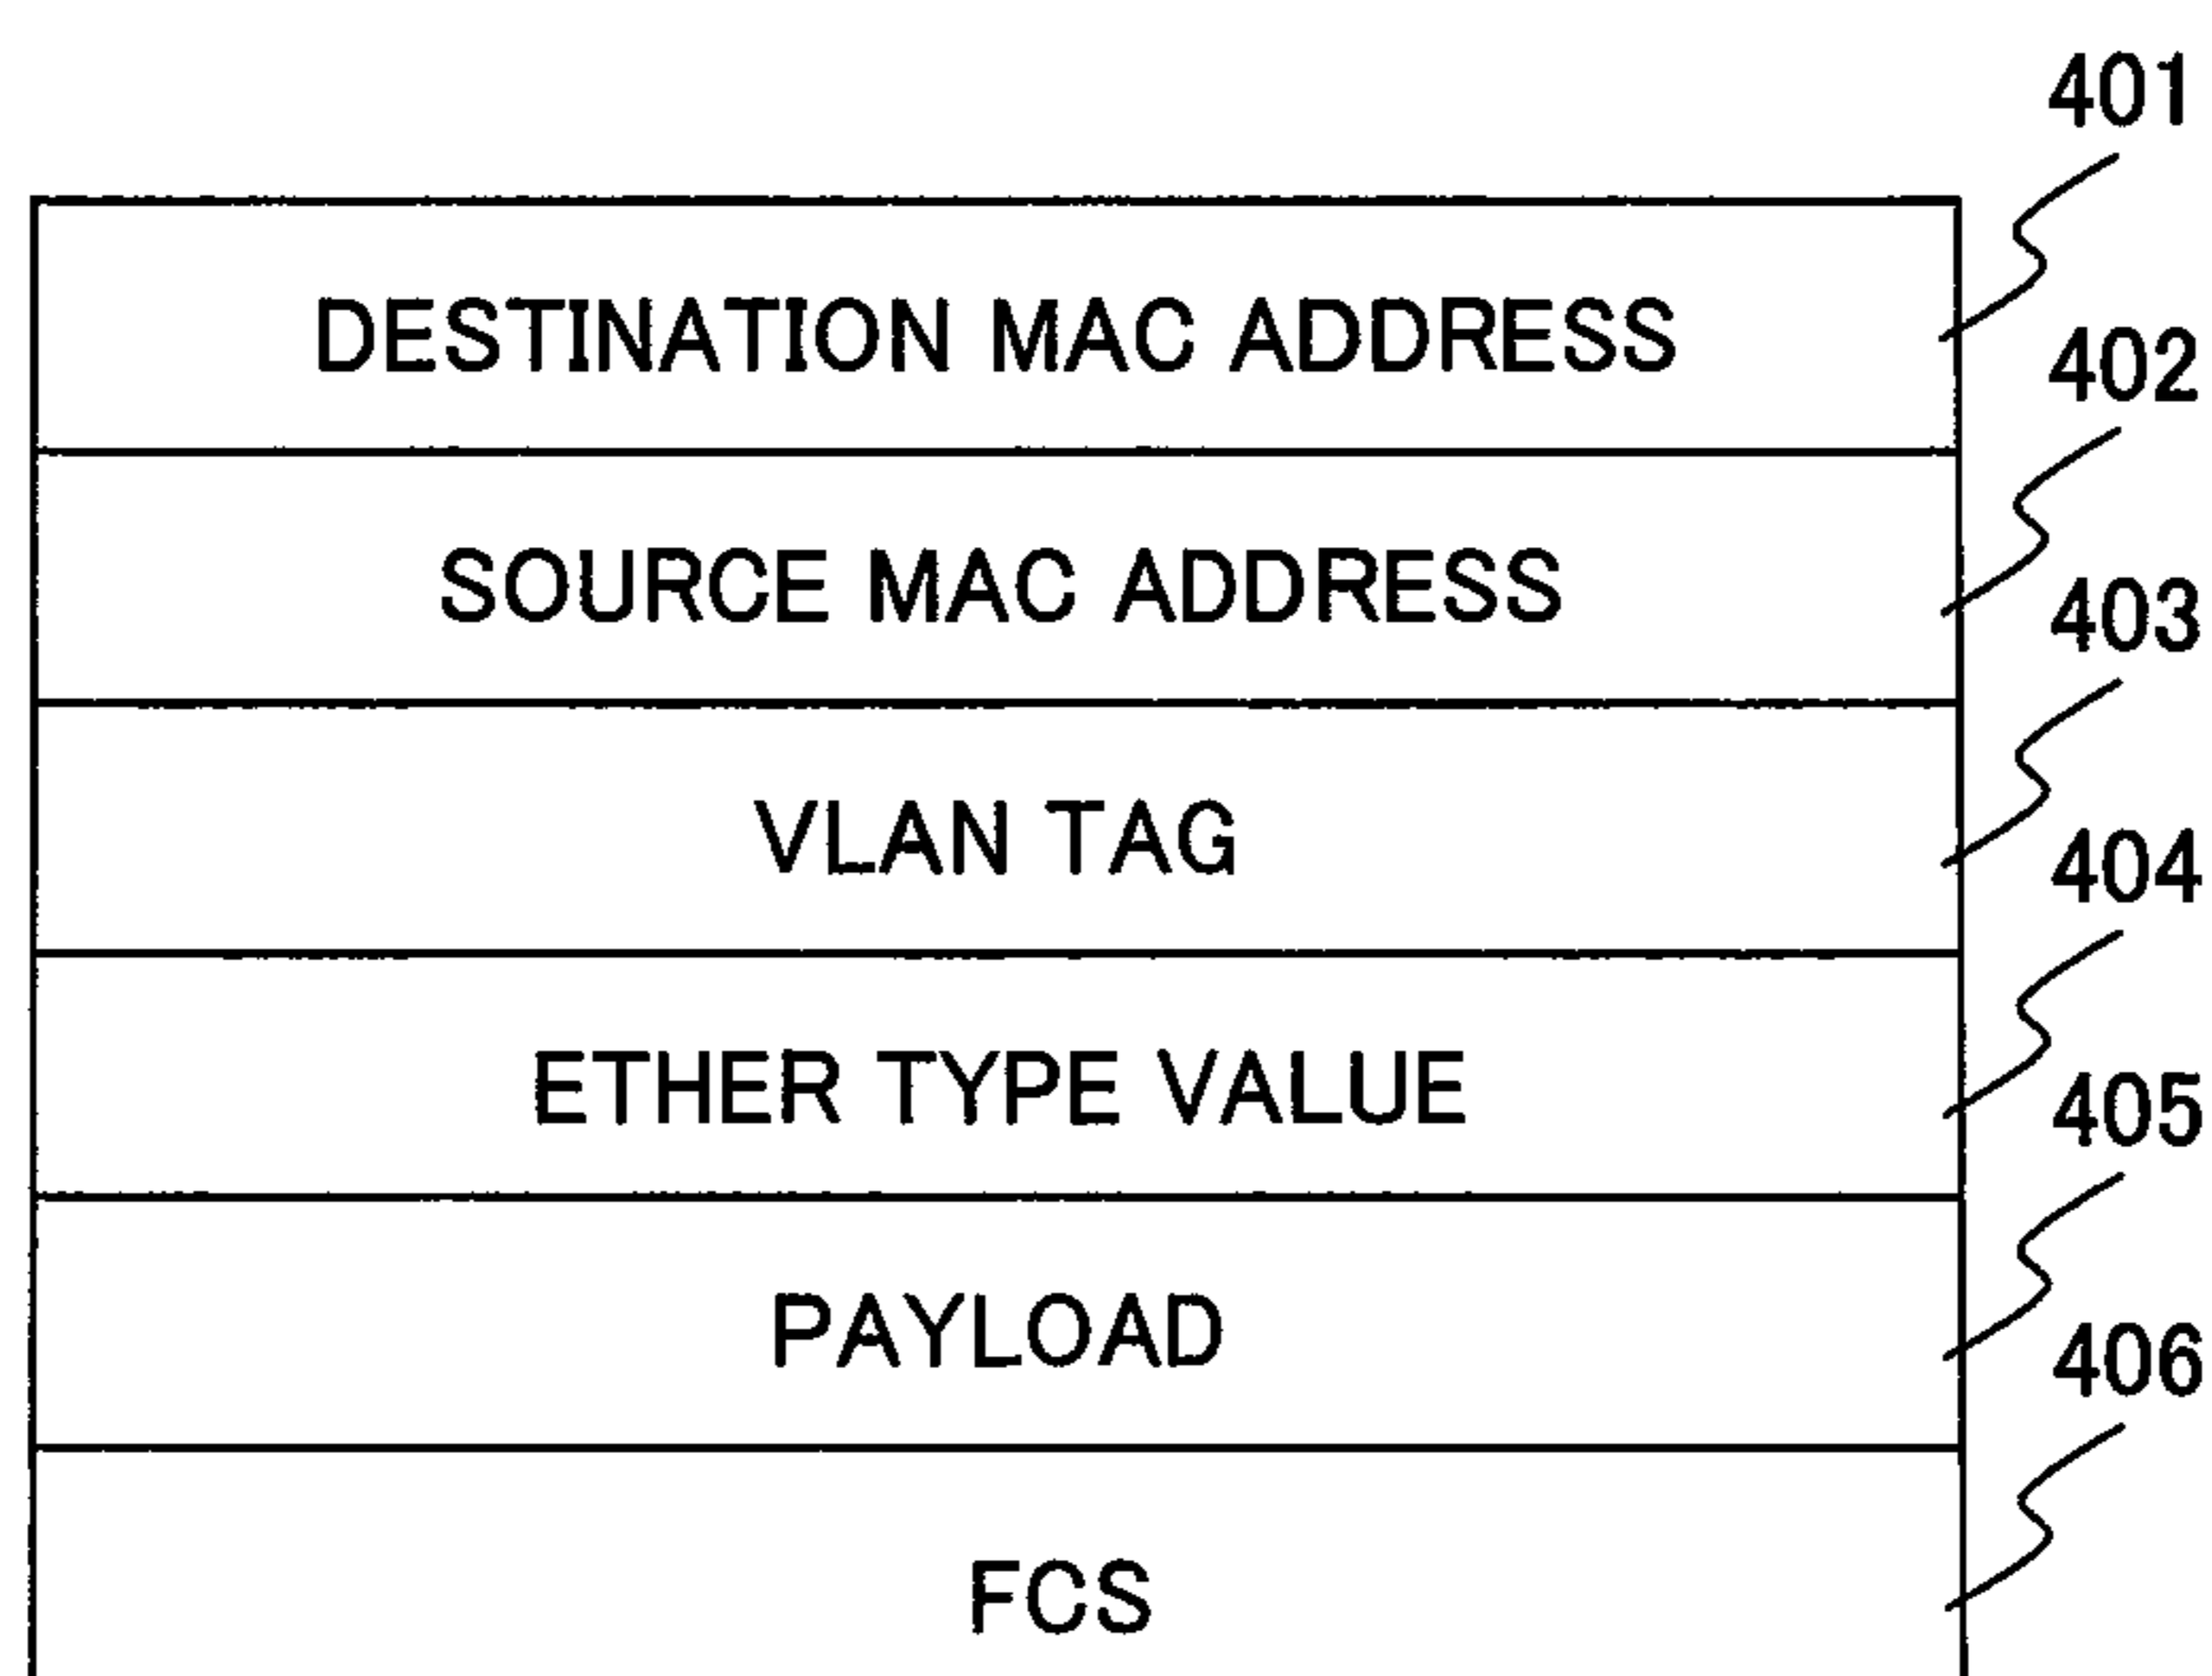 401
DESTINATION MAC ADDRESS
402
SOURCE MAC ADDRESS
403
VLAN TAG
404
ETHER TYPE VALUE
405
PAYLOAD
406
FCS